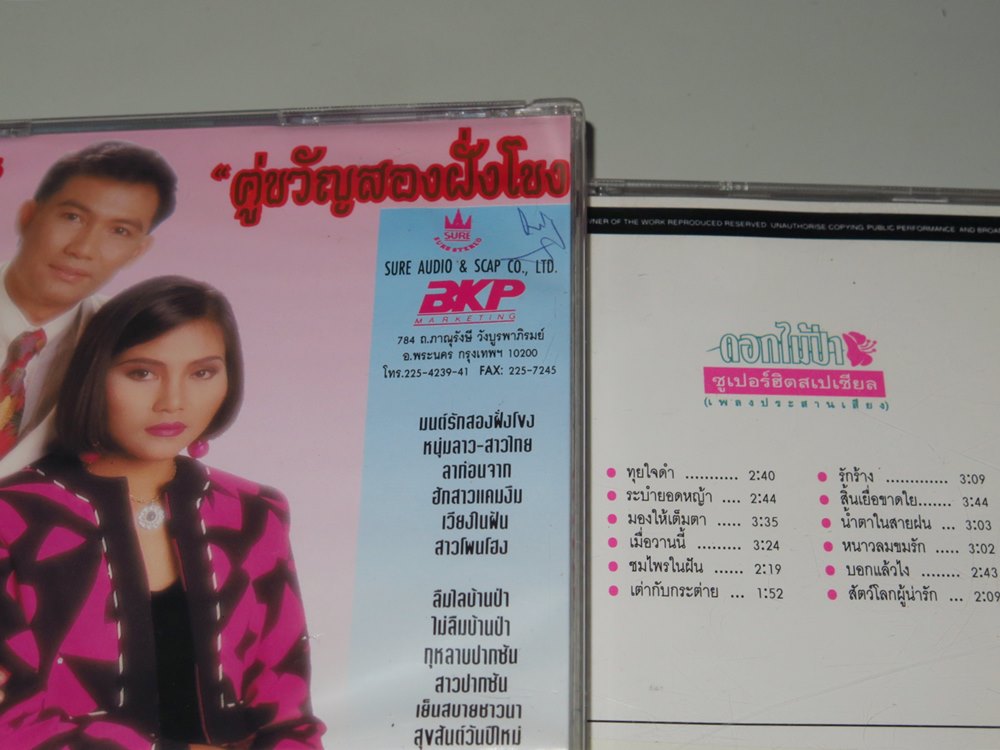 “คู่ขวัญสองฝั่งโขง
SURE
SURE STEREO
SURE AUDIO & SCAP CO., LTD.
BKP
MARKETING
784 ถ.ภาณุรังษี วังบูรพาภิรมย์
อ.พระนคร กรุงเทพฯ 10200
โทร.225-4239-41 FAX: 225-7245
มนต์รักสองฝั่งโขง
หนุ่มลาว-สาวไทย
ลาก่อนจาก
ฮักสาวแคมงึม
เวียงในฝัน
สาวโพนโฮง
ลืมไลบ้านป่า
ไม่ลืมบ้านป่า
กุหลาบปากซัน
สาวปากซัน
เย็นสบายชาวนา
สุขสันต์วันปีใหม่
NER OF THE WORK REPRODUCED RESERVED. UNAUTHORISE COPYING. PUBLIC PERFORMANCE AND BROA
ดอกไม้ป่า
ซูเปอร์ฮิตสเปเชียล
(เพลงประสานเสียง)
ทุยใจดำ ........... 2:40
ระบำยอดหญ้า .... 2:44
มองให้เต็มตา ..... 3:35
เมื่อวานนี้ ......... 3:24
ชมไพรในฝัน ...... 2:19
เต่ากับกระต่าย ... 1:52
รักร้าง ............. 3:09
สิ้นเยื่อขาดใย....... 3:44
น้ำตาในสายฝน ... 3:03
หนาวลมขมรัก .... 3:02
บอกแล้วไง ........ 2:43
สัตว์โลกผู้น่ารัก ... 2:09